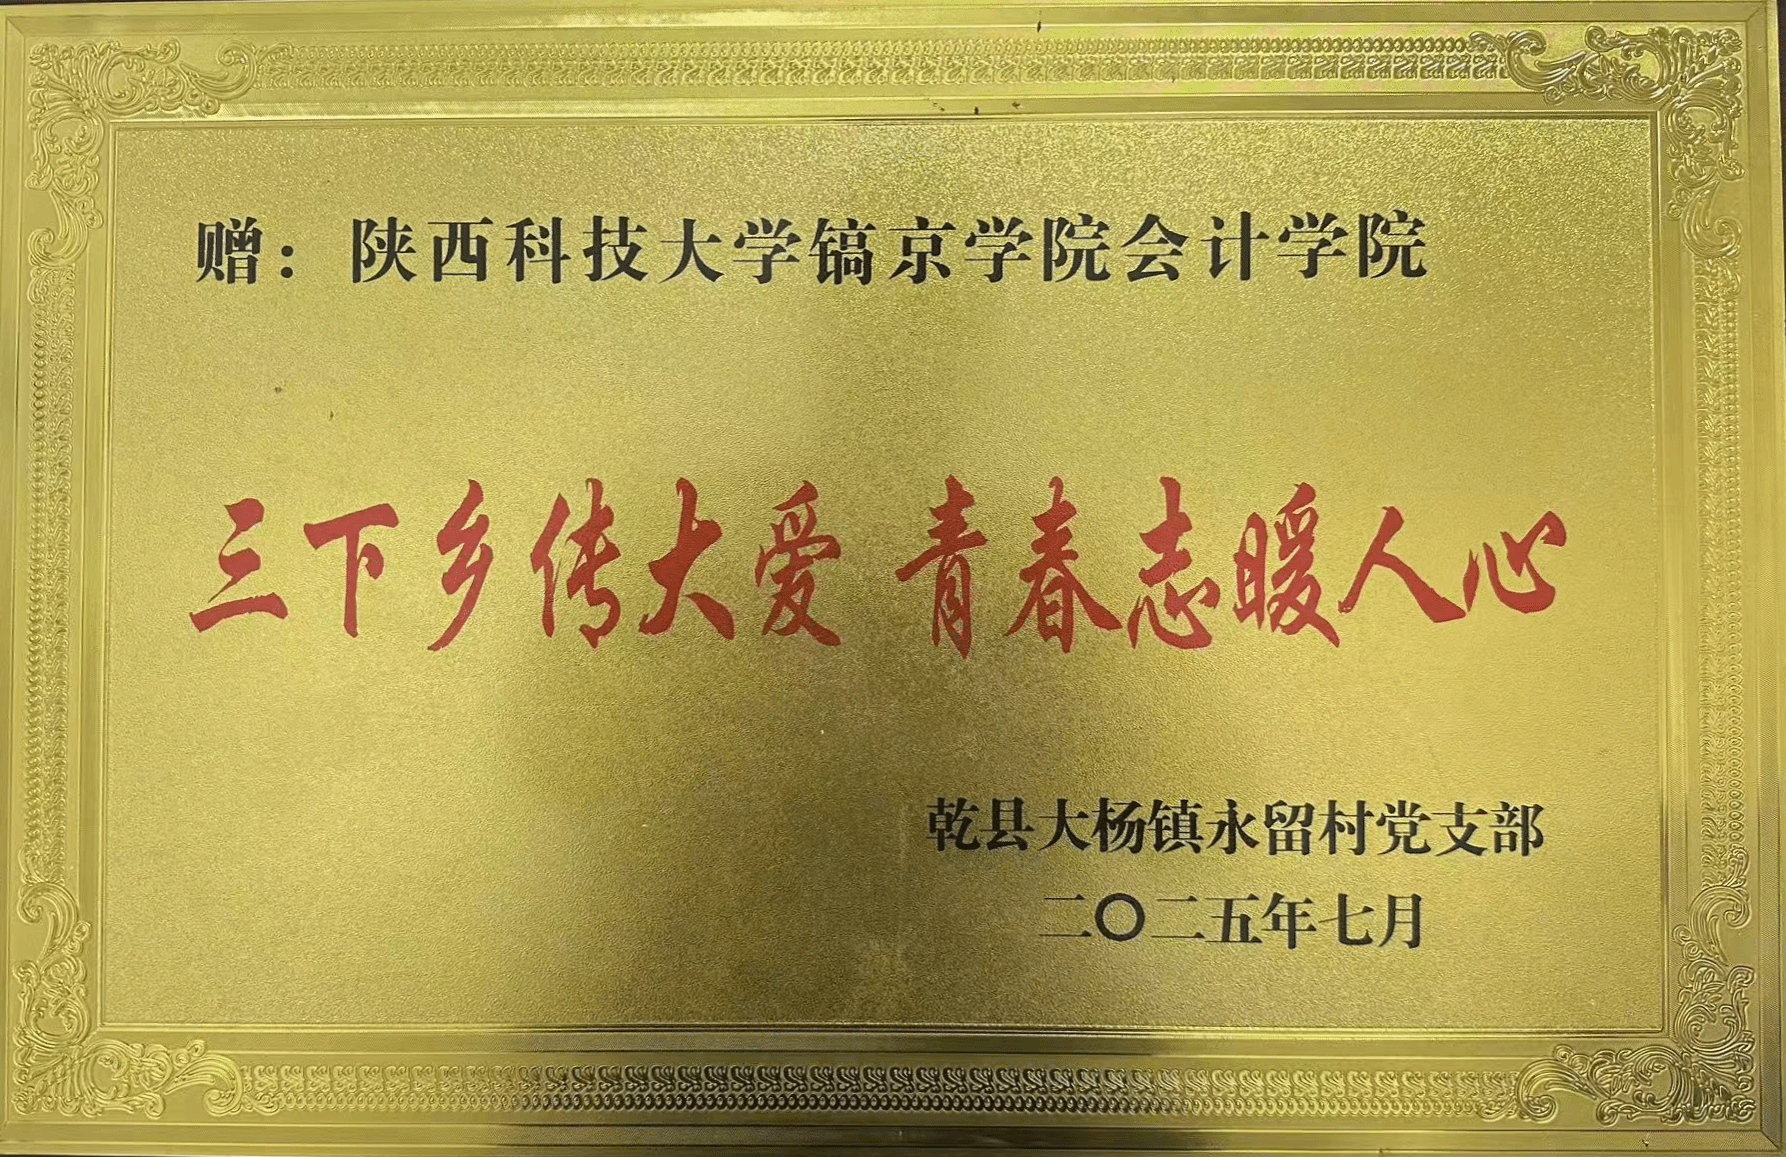 赠：陕西科技大学镐京学院会计学院
三下乡传大爱 青春志暖人心
乾县大杨镇永留村党支部
二〇二五年七月